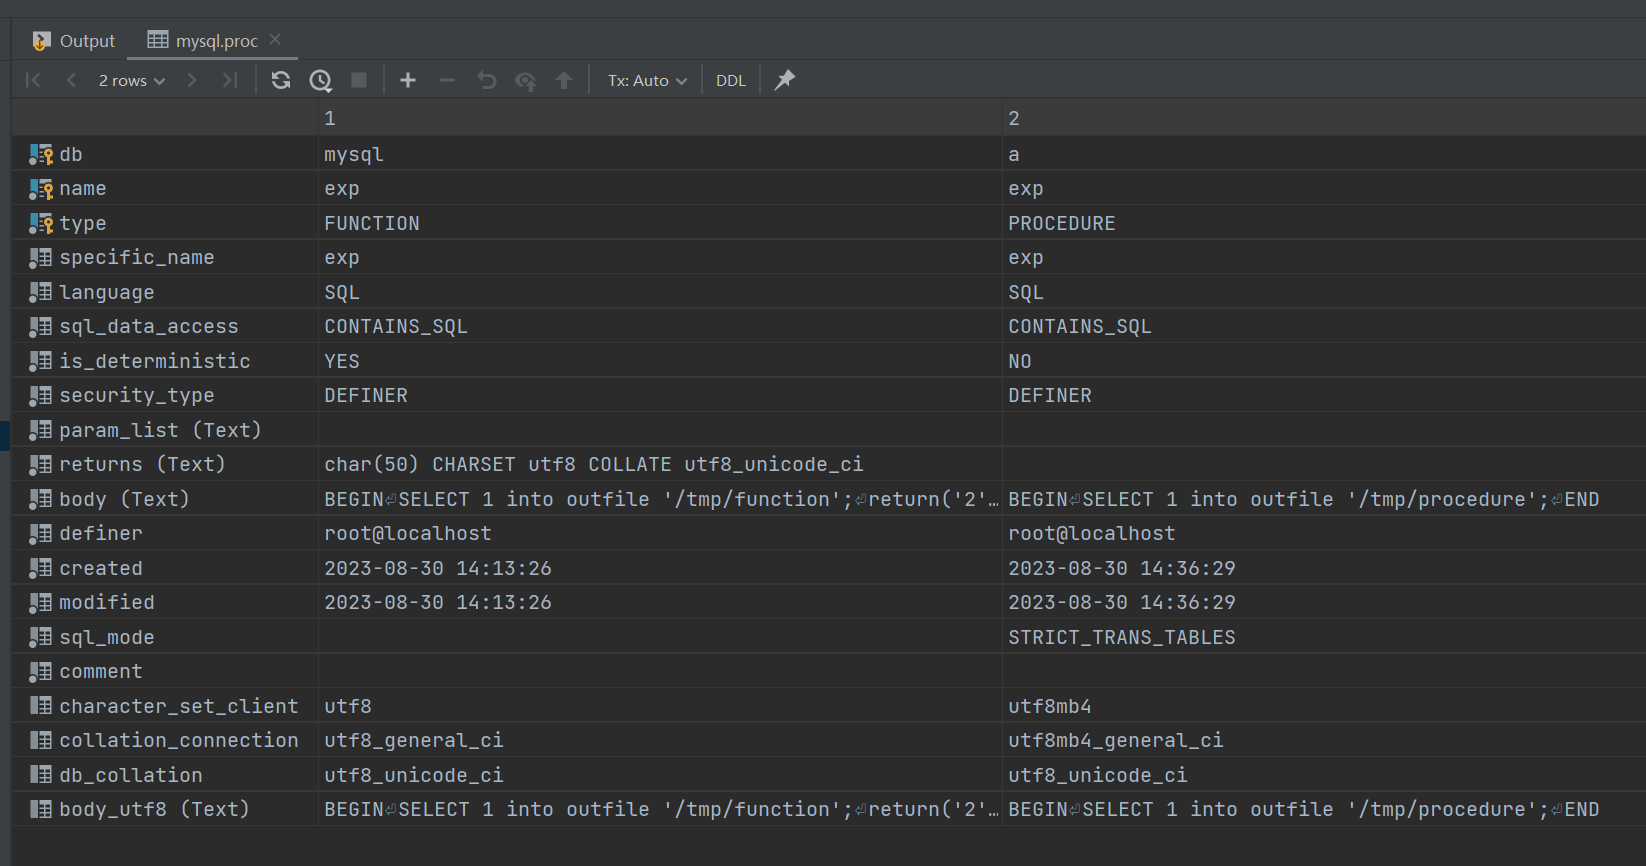 Output mysql.proc
2 rows Tx: Auto DDL
1 2
db mysql a
name exp exp
type FUNCTION PROCEDURE
specific_name exp exp
language SQL SQL
sql_data_access CONTAINS_SQL CONTAINS_SQL
is_deterministic YES NO
security_type DEFINER DEFINER
param_list (Text)
returns (Text) char(50) CHARSET utf8 COLLATE utf8_unicode_ci
body (Text) BEGIN⏎SELECT 1 into outfile '/tmp/function';⏎return('2'… BEGIN⏎SELECT 1 into outfile '/tmp/procedure';⏎END
definer root@localhost root@localhost
created 2023-08-30 14:13:26 2023-08-30 14:36:29
modified 2023-08-30 14:13:26 2023-08-30 14:36:29
sql_mode STRICT_TRANS_TABLES
comment
character_set_client utf8 utf8mb4
collation_connection utf8_general_ci utf8mb4_general_ci
db_collation utf8_unicode_ci utf8_unicode_ci
body_utf8 (Text) BEGIN⏎SELECT 1 into outfile '/tmp/function';⏎return('2'… BEGIN⏎SELECT 1 into outfile '/tmp/procedure';⏎END